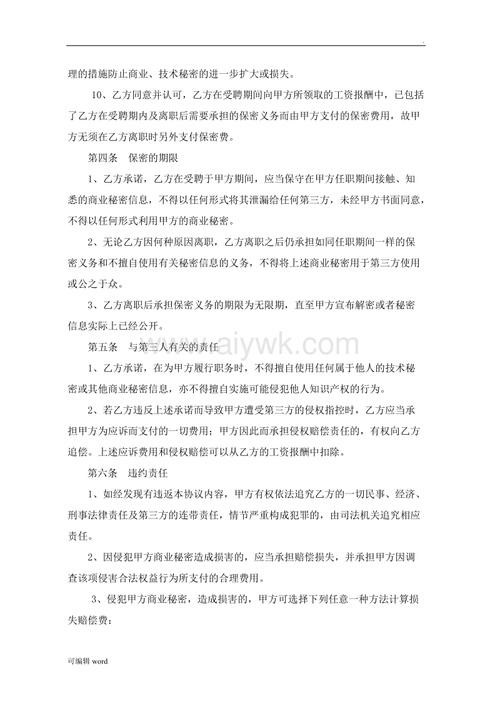 理的措施防止商业、技术秘密的进一步扩大或损失。
10、乙方同意并认可，乙方在受聘期间向甲方所领取的工资报酬中，已包括
了乙方在受聘期内及离职后需要承担的保密义务而由甲方支付的保密费用，故甲
方无须在乙方离职时另外支付保密费。
第四条 保密的期限
1、乙方承诺，乙方在受聘于甲方期间，应当保守在甲方任职期间接触、知
悉的商业秘密信息，不得以任何形式将其泄漏给任何第三方，未经甲方书面同意，
不得以任何形式利用甲方的商业秘密。
2、无论乙方因何种原因离职，乙方离职之后仍承担如同任职期间一样的保
密义务和不擅自使用有关秘密信息的义务，不得将上述商业秘密用于第三方使用
或公之于众。
3、乙方离职后承担保密义务的期限为无限期，直至甲方宣布解密或者秘密
信息实际上已经公开。
www.aiywk.com
第五条 与第三人有关的责任
1、乙方承诺，在为甲方履行职务时，不得擅自使用任何属于他人的技术秘
密或其他商业秘密信息，亦不得擅自实施可能侵犯他人知识产权的行为。
2、若乙方违反上述承诺而导致甲方遭受第三方的侵权指控时，乙方应当承
担甲方为应诉而支付的一切费用；甲方因此而承担侵权赔偿责任的，有权向乙方
追偿。上述应诉费用和侵权赔偿可以从乙方的工资报酬中扣除。
第六条 违约责任
1、如经发现有违返本协议内容，甲方有权依法追究乙方的一切民事、经济、
刑事法律责任及第三方的连带责任，情节严重构成犯罪的，由司法机关追究相应
责任。
2、因侵犯甲方商业秘密造成损害的，应当承担赔偿损失，并承担甲方因调
查该项侵害合法权益行为所支付的合理费用。
3、侵犯甲方商业秘密，造成损害的，甲方可选择下列任意一种方法计算损
失赔偿费：
可编辑 word